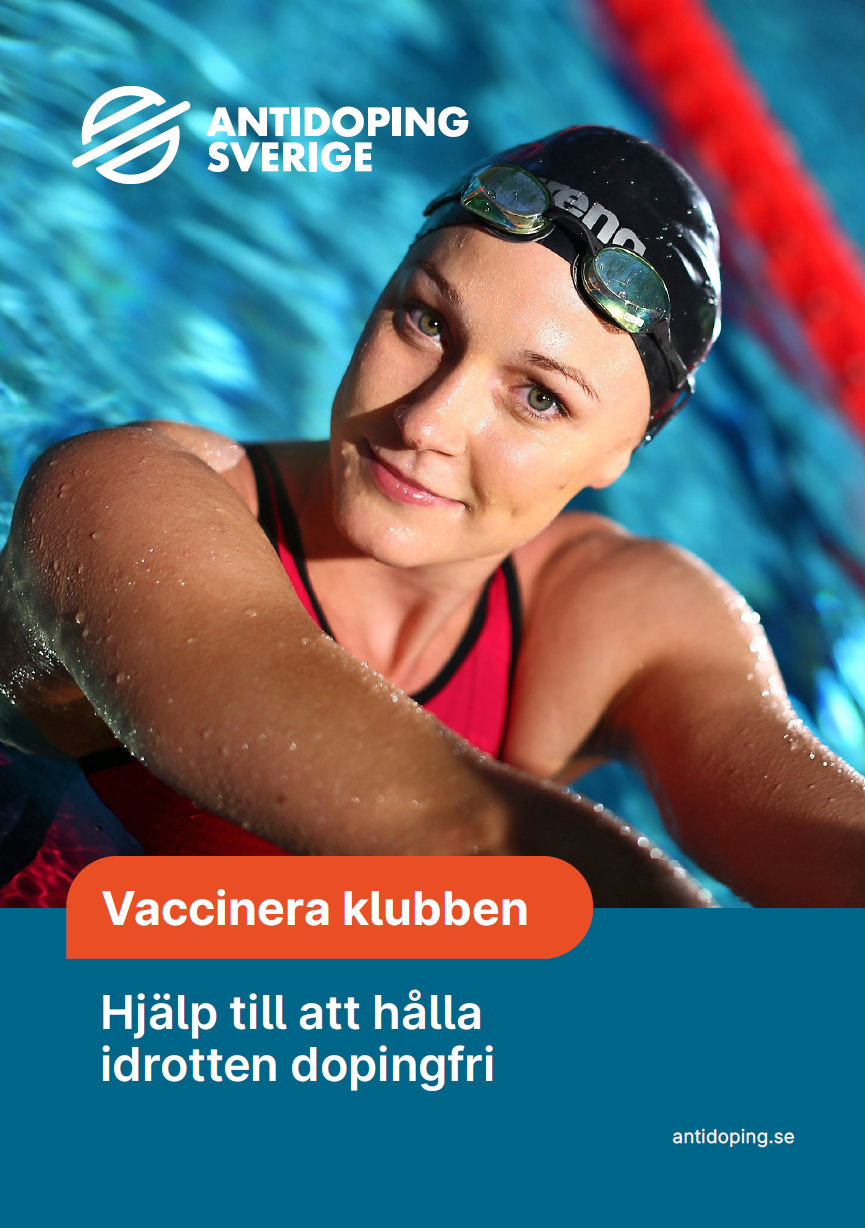 ANTIDOPING
SVERIGE
arena
Vaccinera klubben
Hjälp till att hålla
idrotten dopingfri
antidoping.se